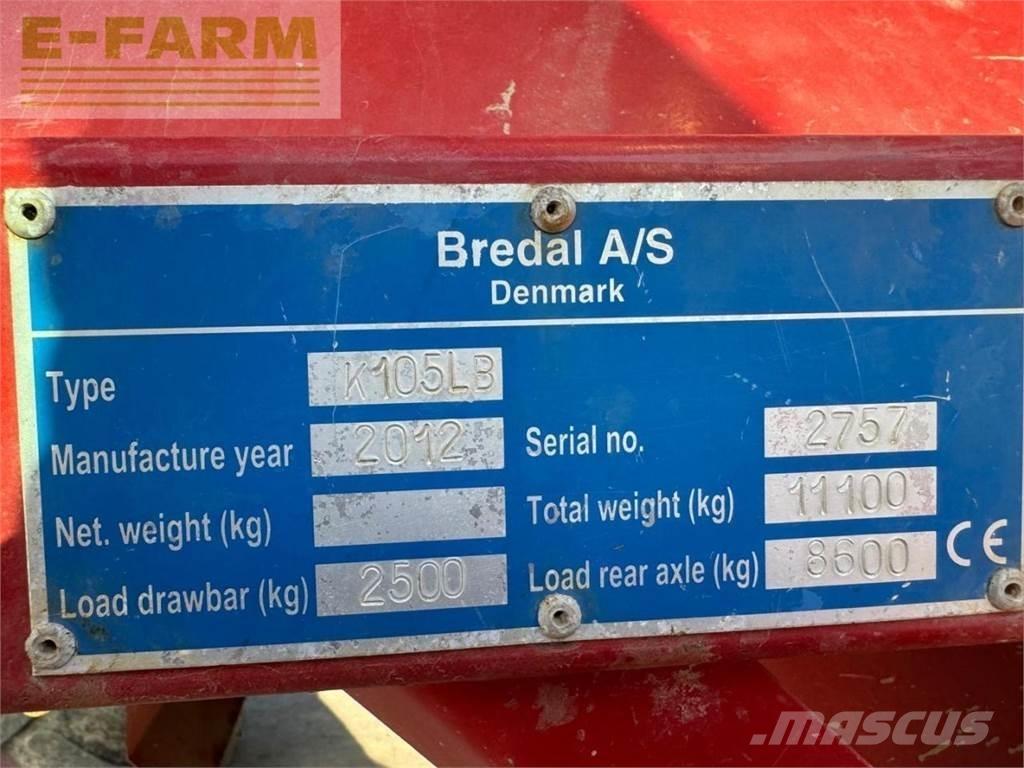 E-FARM
Bredal A/S
Denmark
Type K105LB
Manufacture year 2012 Serial no. 2757
Net. weight (kg) Total weight (kg) 11100
Load drawbar (kg) 2500 Load rear axle (kg) 8600 CE
MASCUS